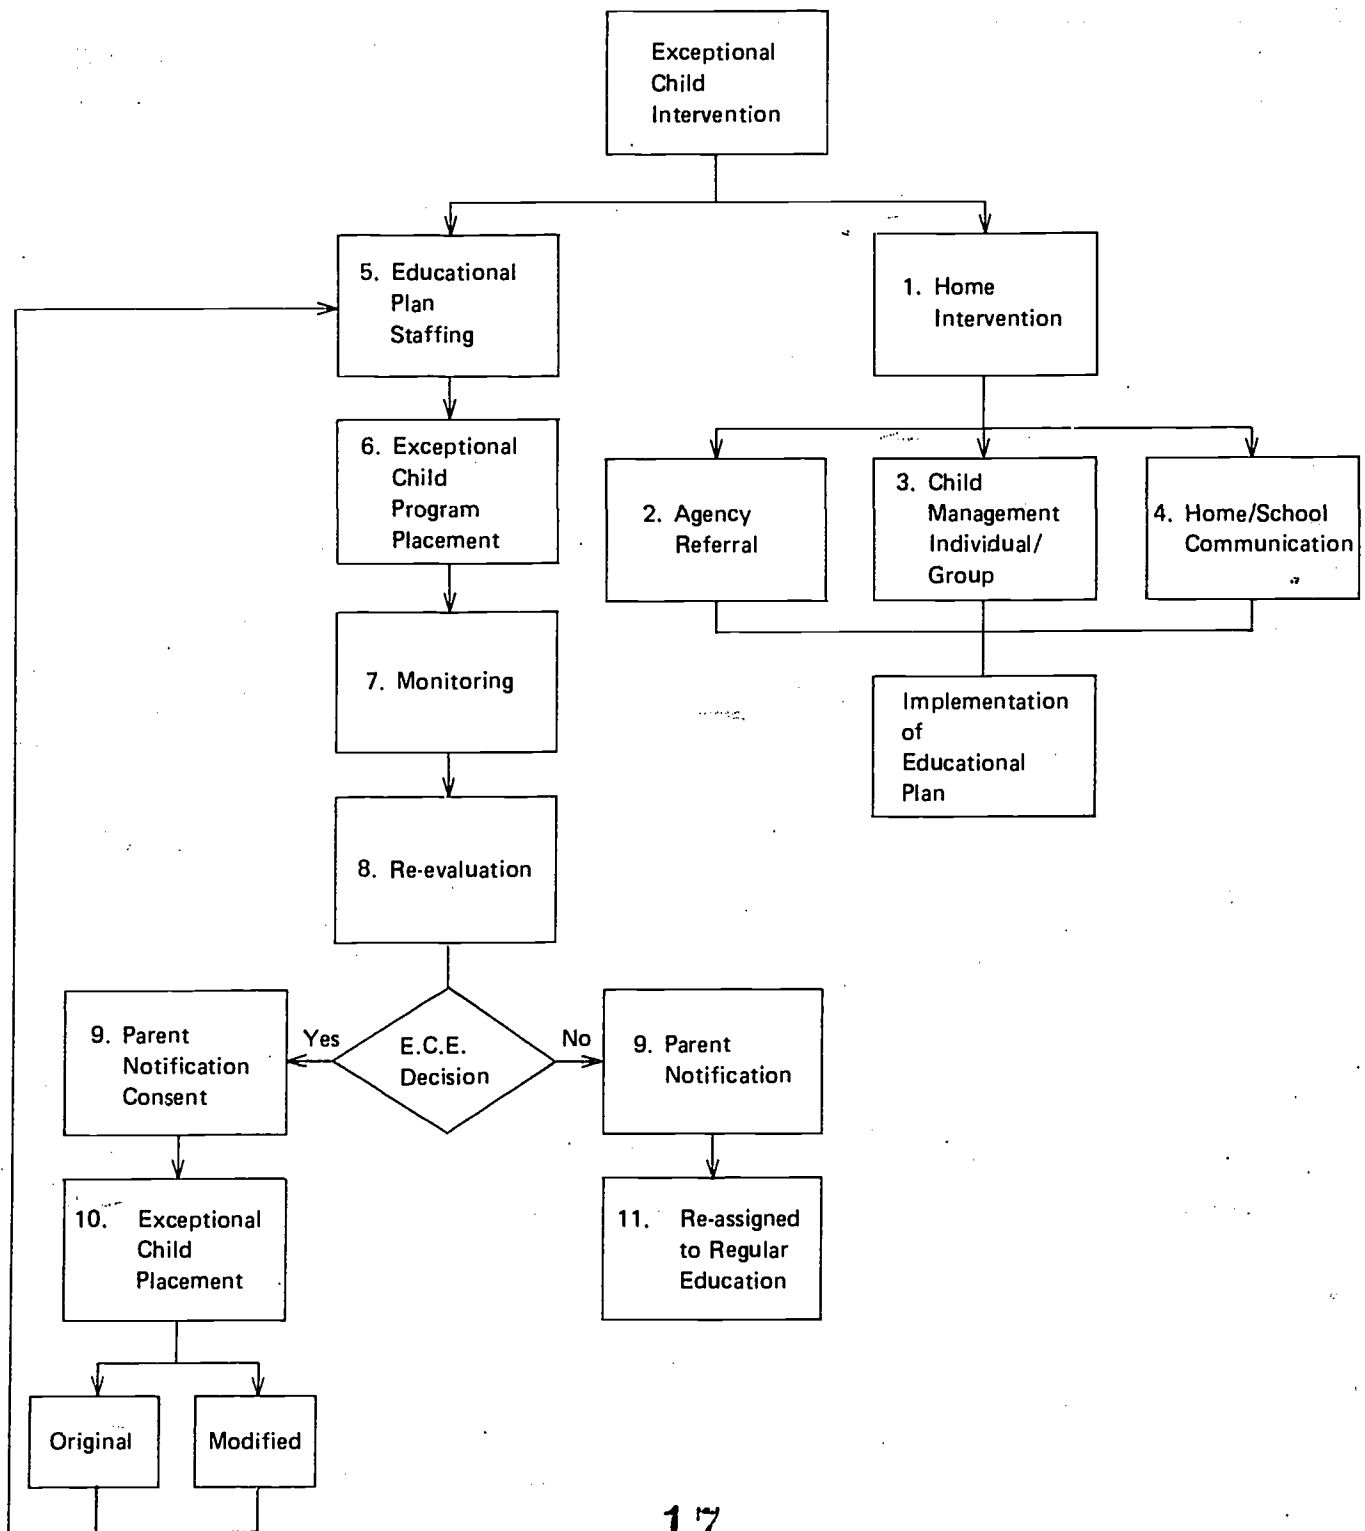 Exceptional
Child
Intervention
5. Educational
Plan
Staffing
1. Home
Intervention
6. Exceptional
Child
Program
Placement
2. Agency
Referral
3. Child
Management
Individual/
Group
4. Home/School
Communication
7. Monitoring
Implementation
of
Educational
Plan
8. Re-evaluation
9. Parent
Notification
Consent
Yes
E.C.E.
Decision
No
9. Parent
Notification
10. Exceptional
Child
Placement
11. Re-assigned
to Regular
Education
Original
Modified
17